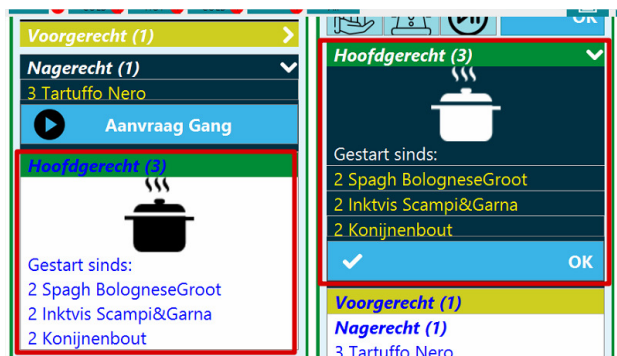 Voorgerecht (1)
Nagerecht (1)
3 Tartuffo Nero
Aanvraag Gang
Hoofdgerecht (3)
Gestart sinds:
2 Spagh BologneseGroot
2 Inktvis Scampi&Garna
2 Konijnenbout
OK
Hoofdgerecht (3)
Gestart sinds:
2 Spagh BologneseGroot
2 Inktvis Scampi&Garna
2 Konijnenbout
OK
Voorgerecht (1)
Nagerecht (1)
3 Tartuffo Nero